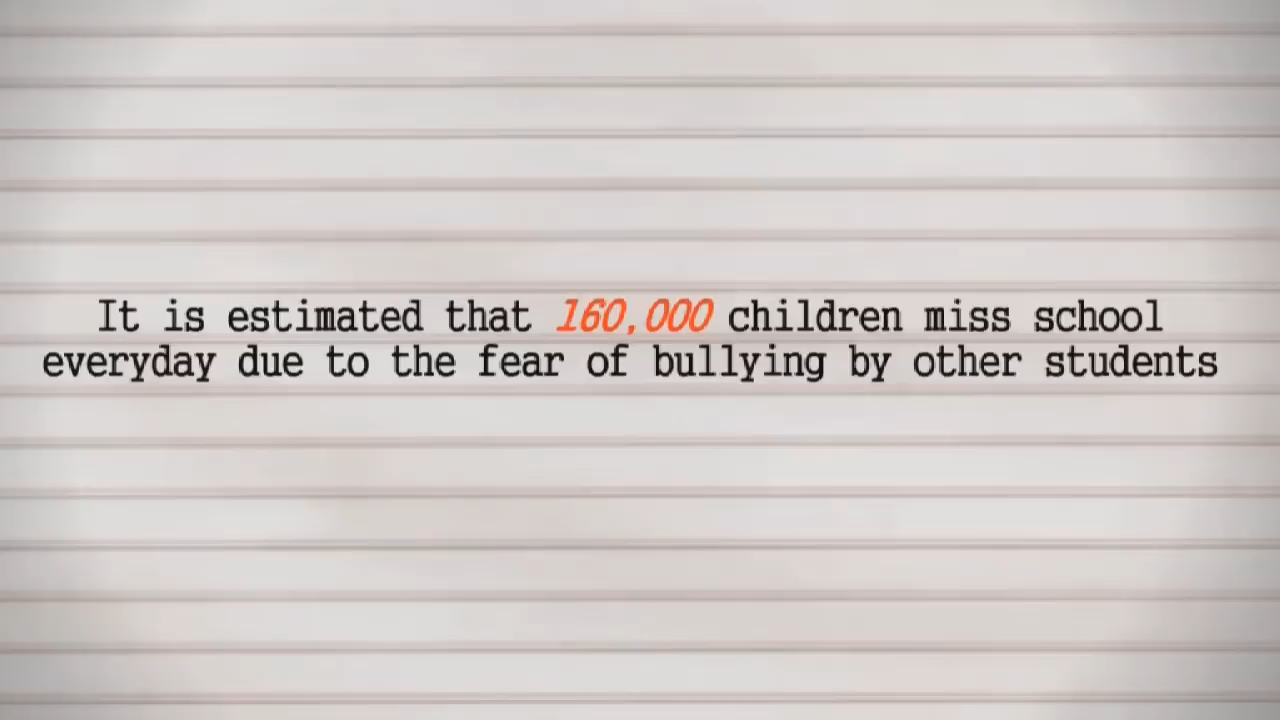 It is estimated that 160,000 children miss school
everyday due to the fear of bullying by other students